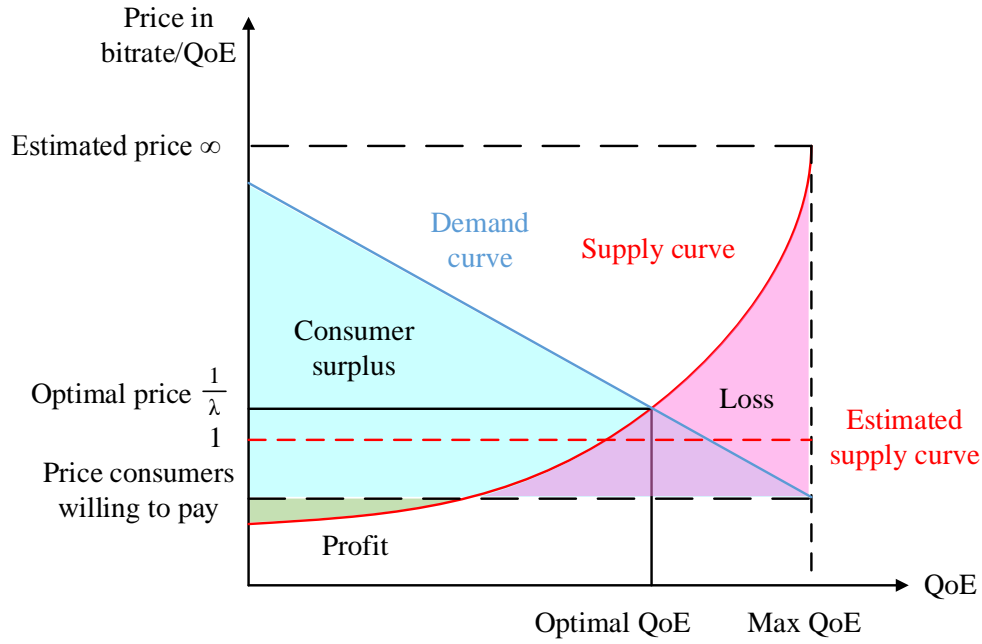 Price in
bitrate/QoE
Estimated price ∞
Demand
curve
Supply curve
Consumer
surplus
Optimal price 1/λ
Loss
1
Estimated
supply curve
Price consumers
willing to pay
Profit
QoE
Optimal QoE
Max QoE